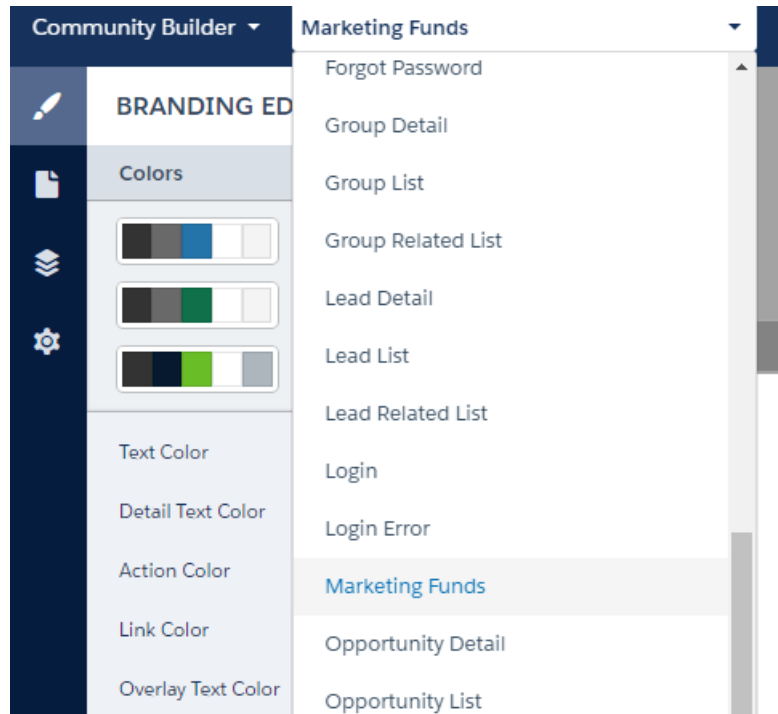 Community Builder
Marketing Funds
BRANDING ED
Colors
Text Color
Detail Text Color
Action Color
Link Color
Overlay Text Color
Forgot Password
Group Detail
Group List
Group Related List
Lead Detail
Lead List
Lead Related List
Login
Login Error
Marketing Funds
Opportunity Detail
Opportunity List